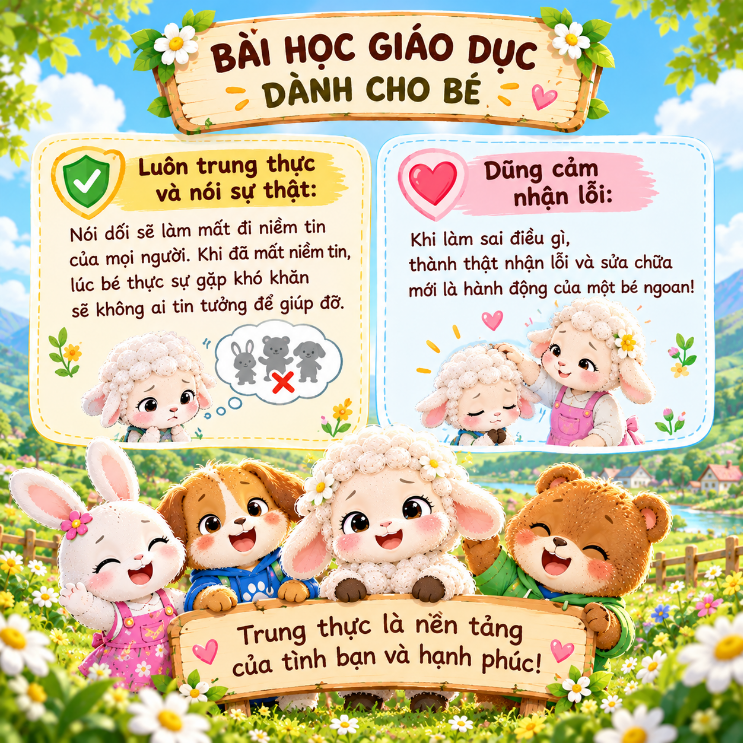 BÀI HỌC GIÁO DỤC
DÀNH CHO BÉ
Luôn trung thực
và nói sự thật:
Nói dối sẽ làm mất đi niềm tin
của mọi người. Khi đã mất niềm tin,
lúc bé thực sự gặp khó khăn
sẽ không ai tin tưởng để giúp đỡ.
Dũng cảm
nhận lỗi:
Khi làm sai điều gì,
thành thật nhận lỗi và sửa chữa
mới là hành động của một bé ngoan!
Trung thực là nền tảng
của tình bạn và hạnh phúc!